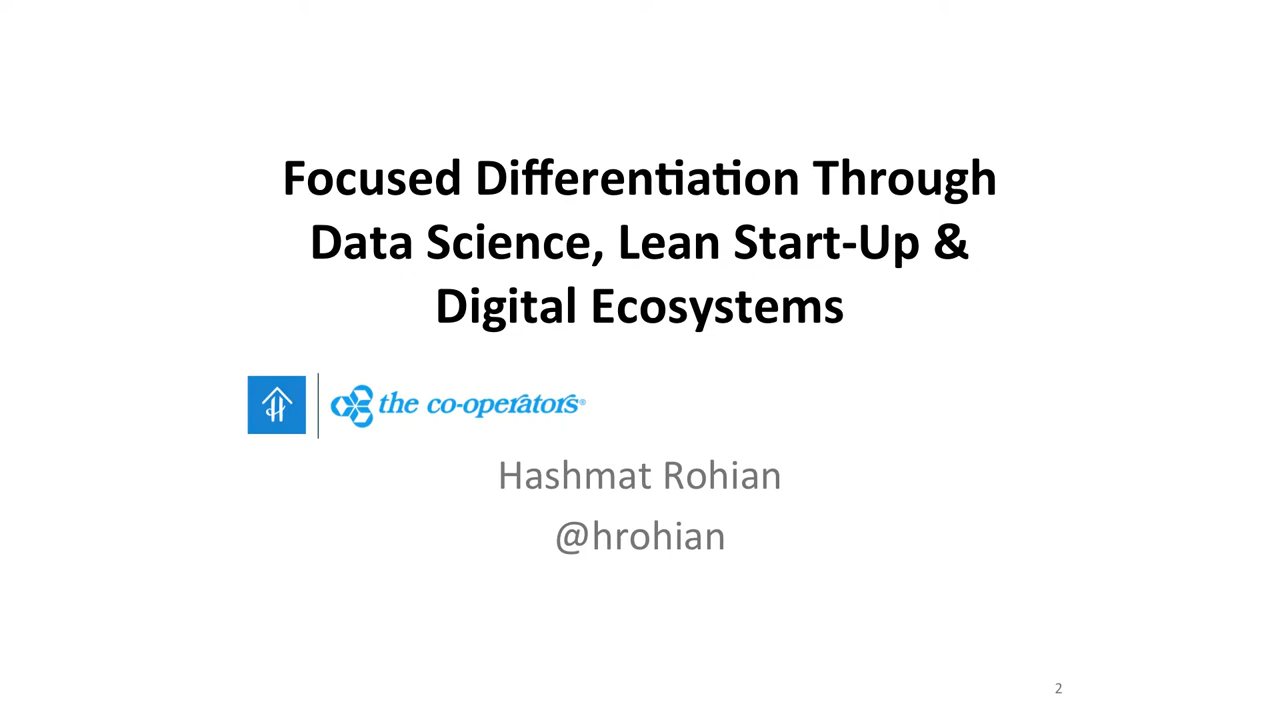 Focused Differentiation Through
Data Science, Lean Start-Up &
Digital Ecosystems
H the co-operators®
Hashmat Rohian
@hrohian
2